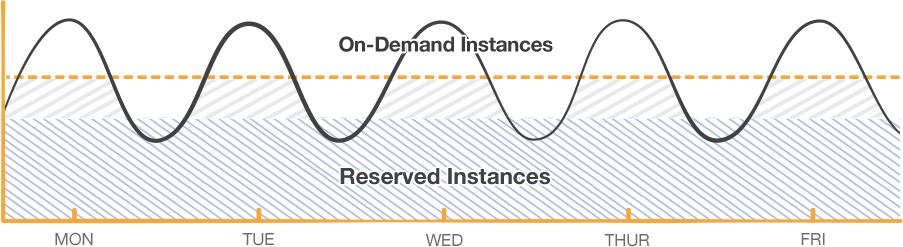 On-Demand Instances
Reserved Instances
MON TUE WED THUR FRI